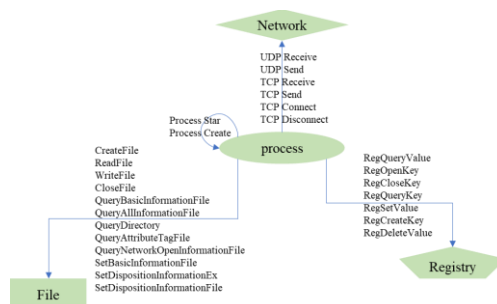 Network
UDP Receive
UDP Send
TCP Receive
TCP Send
TCP Connect
TCP Disconnect
Process Star
Process Create
process
CreateFile
ReadFile
WriteFile
CloseFile
QueryBasicInformationFile
QueryAllInformationFile
QueryDirectory
QueryAttributeTagFile
QueryNetworkOpenInformationFile
SetBasicInformationFile
SetDispositionInformationEx
SetDispositionInformationFile
File
RegQueryValue
RegOpenKey
RegCloseKey
RegQueryKey
RegSetValue
RegCreateKey
RegDeleteValue
Registry